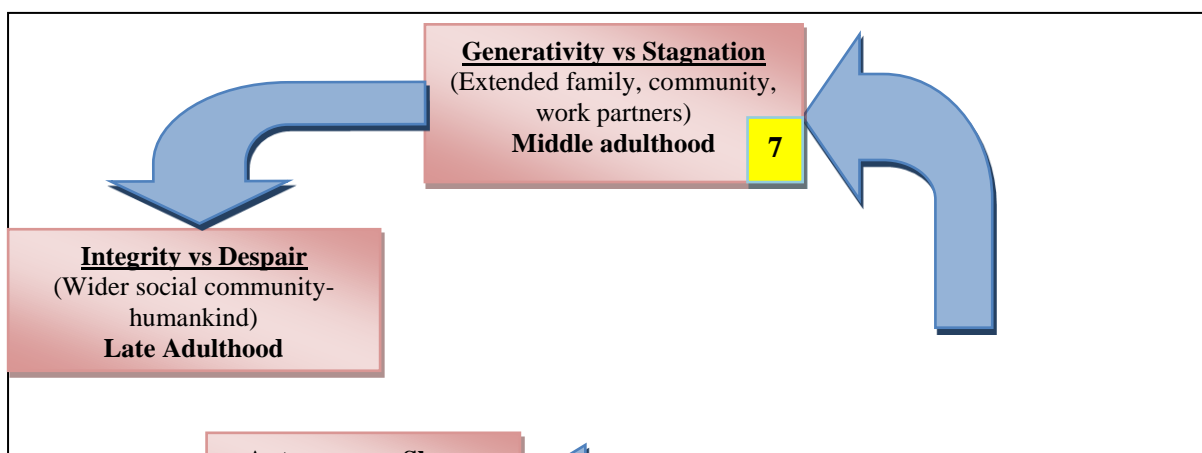 Generativity vs Stagnation
(Extended family, community,
work partners)
Middle adulthood
7
Integrity vs Despair
(Wider social community-
humankind)
Late Adulthood